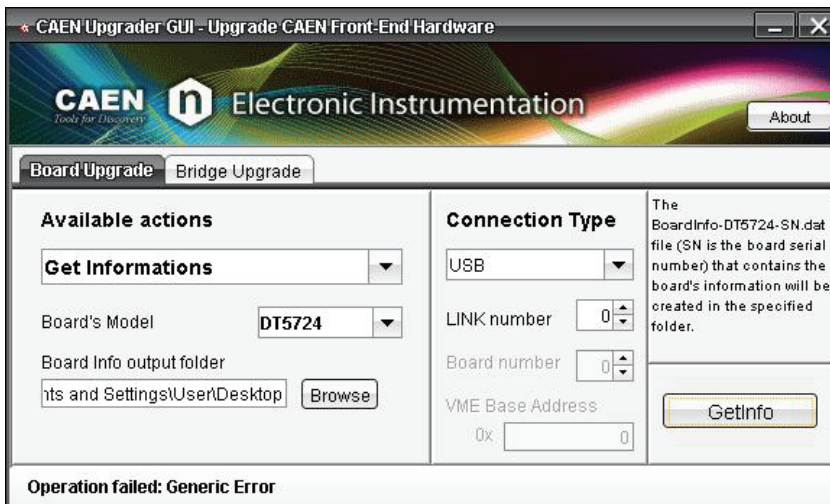 CAEN Upgrader GUI - Upgrade CAEN Front-End Hardware
CAEN
Tools for Discovery
n
Electronic Instrumentation
About
Board Upgrade
Bridge Upgrade
Available actions
Get Informations
Board's Model
DT5724
Board Info output folder
nts and Settings\User\Desktop
Browse
Connection Type
USB
LINK number
0
Board number
0
VME Base Address
0x
0
The
BoardInfo-DT5724-SN.dat
file (SN is the board serial
number) that contains the
board's information will be
created in the specified
folder.
GetInfo
Operation failed: Generic Error